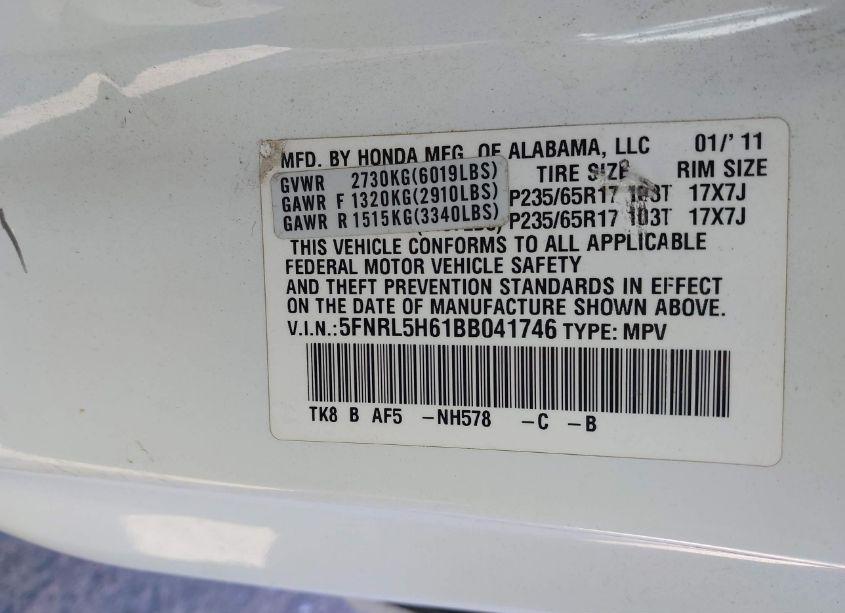 MFD. BY HONDA MFG. OF ALABAMA, LLC 01/'11
TIRE SIZE RIM SIZE
GVWR 2730KG(6019LBS)
GAWR F 1320KG(2910LBS) P235/65R17 103T 17X7J
GAWR R 1515KG(3340LBS) P235/65R17 103T 17X7J
THIS VEHICLE CONFORMS TO ALL APPLICABLE
FEDERAL MOTOR VEHICLE SAFETY
AND THEFT PREVENTION STANDARDS IN EFFECT
ON THE DATE OF MANUFACTURE SHOWN ABOVE.
V.I.N.:5FNRL5H61BB041746 TYPE: MPV
TK8 B AF5 -NH578 -C -B